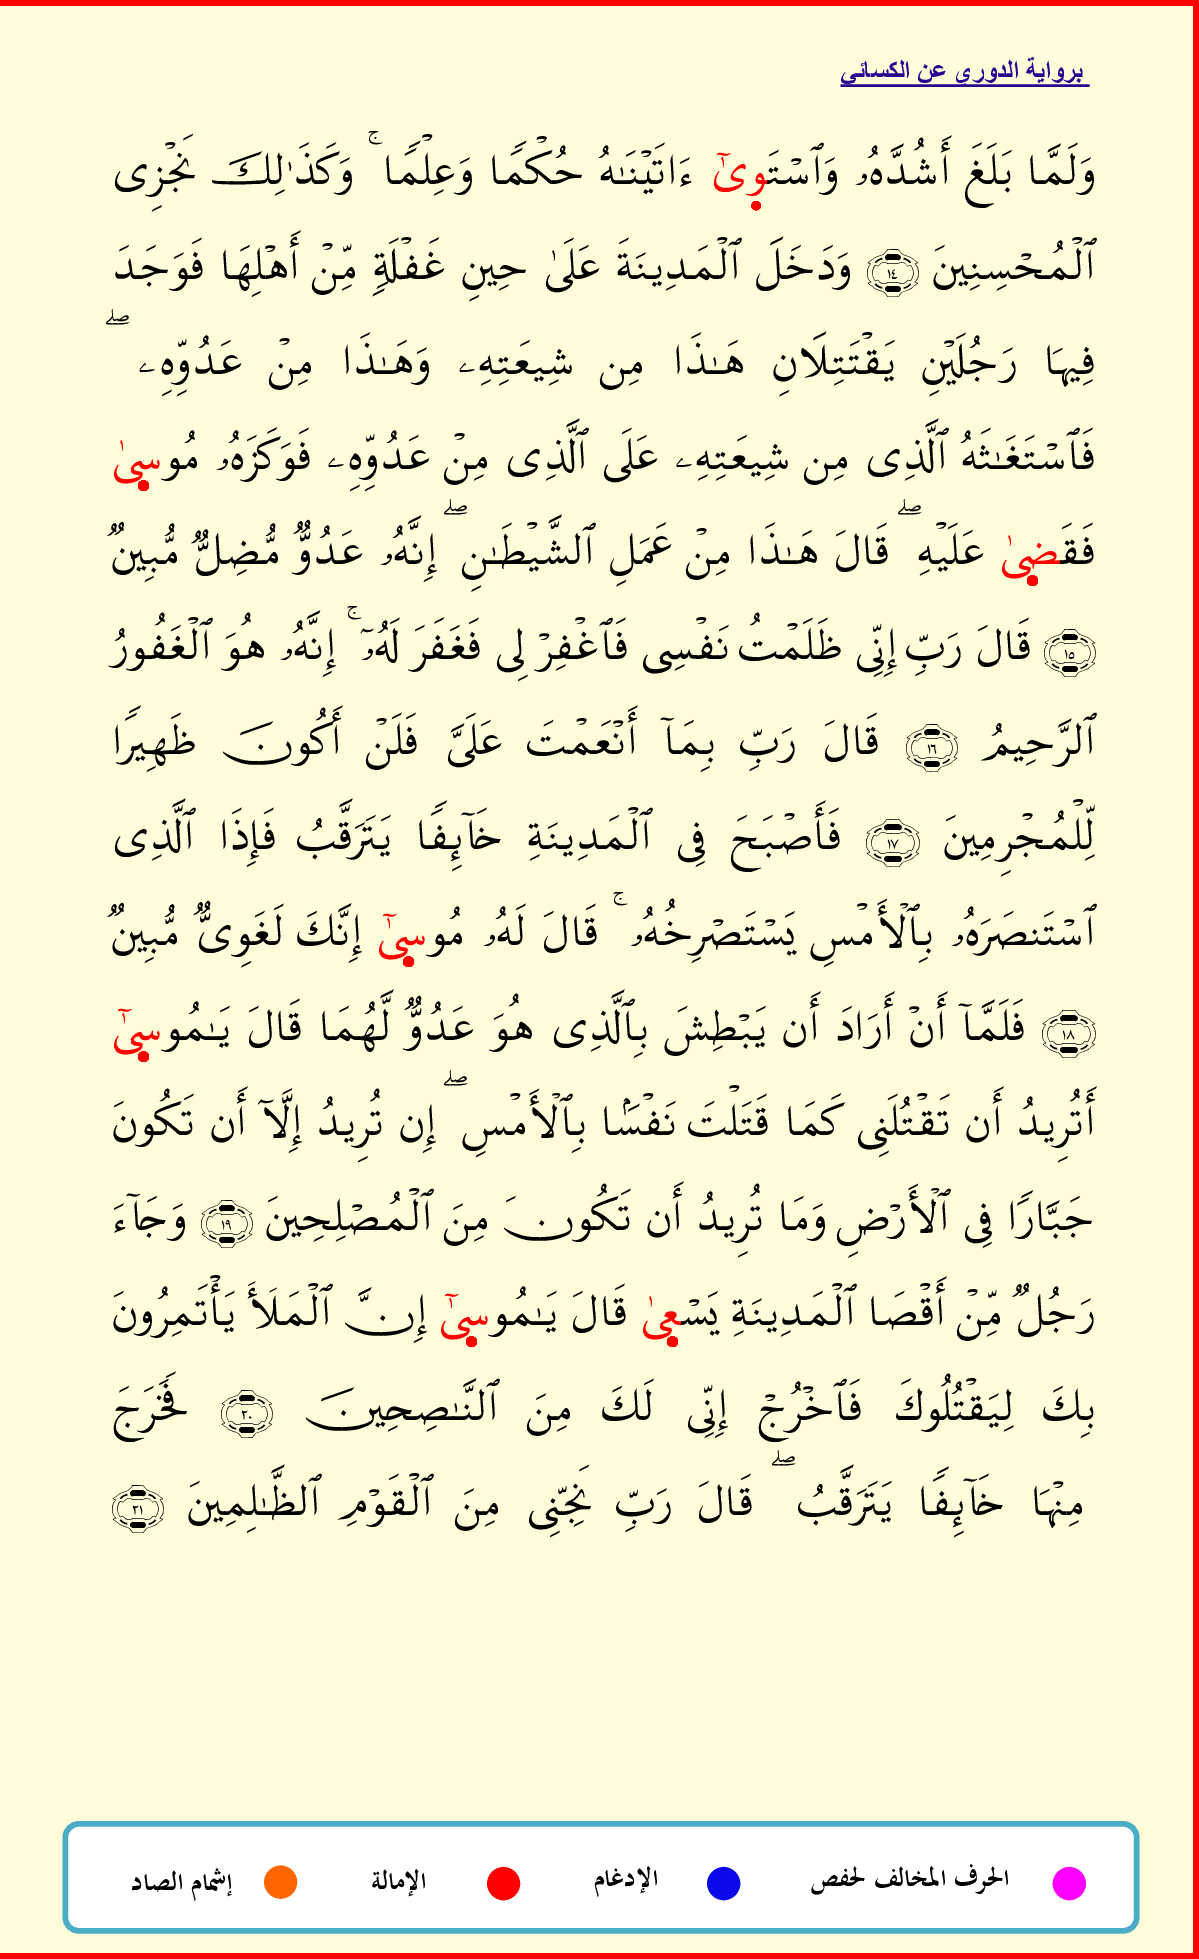 برواية الدوري عن الكسائي
وَلَمَّا بَلَغَ أَشُدَّهُۥ وَٱسۡتَوِىٰٓ ءَاتَيۡنَـٰهُ حُكۡمًا وَعِلۡمًا ۚ وَكَذَٰلِكَ نَجۡزِى
ٱلۡمُحۡسِنِينَ ١٤ وَدَخَلَ ٱلۡمَدِينَةَ عَلَىٰ حِينِ غَفۡلَةٍ مِّنۡ أَهۡلِهَا فَوَجَدَ
فِيهَا رَجُلَيۡنِ يَقۡتَتِلَانِ هَـٰذَا مِن شِيعَتِهِۦ وَهَـٰذَا مِنۡ عَدُوِّهِۦ ۖ
فَٱسۡتَغَـٰثَهُ ٱلَّذِى مِن شِيعَتِهِۦ عَلَى ٱلَّذِى مِنۡ عَدُوِّهِۦ فَوَكَزَهُۥ مُوسِىٰ
فَقَضِىٰ عَلَيۡهِ ۖ قَالَ هَـٰذَا مِنۡ عَمَلِ ٱلشَّيۡطَـٰنِ ۖ إِنَّهُۥ عَدُوٌّ مُّضِلٌّ مُّبِينٌ
١٥ قَالَ رَبِّ إِنِّى ظَلَمۡتُ نَفۡسِى فَٱغۡفِرۡ لِى فَغَفَرَ لَهُۥٓ ۚ إِنَّهُۥ هُوَ ٱلۡغَفُورُ
ٱلرَّحِيمُ ١٦ قَالَ رَبِّ بِمَآ أَنۡعَمۡتَ عَلَىَّ فَلَنۡ أَكُونَ ظَهِيرًا
لِّلۡمُجۡرِمِينَ ١٧ فَأَصۡبَحَ فِى ٱلۡمَدِينَةِ خَآئِفًا يَتَرَقَّبُ فَإِذَا ٱلَّذِى
ٱسۡتَنصَرَهُۥ بِٱلۡأَمۡسِ يَسۡتَصۡرِخُهُۥ ۚ قَالَ لَهُۥ مُوسِىٰٓ إِنَّكَ لَغَوِىٌّ مُّبِينٌ
١٨ فَلَمَّآ أَنۡ أَرَادَ أَن يَبۡطِشَ بِٱلَّذِى هُوَ عَدُوٌّ لَّهُمَا قَالَ يَـٰمُوسِىٰٓ
أَتُرِيدُ أَن تَقۡتُلَنِى كَمَا قَتَلۡتَ نَفۡسَۢا بِٱلۡأَمۡسِ ۖ إِن تُرِيدُ إِلَّآ أَن تَكُونَ
جَبَّارًا فِى ٱلۡأَرۡضِ وَمَا تُرِيدُ أَن تَكُونَ مِنَ ٱلۡمُصۡلِحِينَ ١٩ وَجَآءَ
رَجُلٌ مِّنۡ أَقۡصَا ٱلۡمَدِينَةِ يَسۡعِىٰ قَالَ يَـٰمُوسِىٰٓ إِنَّ ٱلۡمَلَأَ يَأۡتَمِرُونَ
بِكَ لِيَقۡتُلُوكَ فَٱخۡرُجۡ إِنِّى لَكَ مِنَ ٱلنَّـٰصِحِينَ ٢٠ فَخَرَجَ
مِنۡهَا خَآئِفًا يَتَرَقَّبُ ۖ قَالَ رَبِّ نَجِّنِى مِنَ ٱلۡقَوۡمِ ٱلظَّـٰلِمِينَ ٢١
الحرف المخالف لحفص الإدغام الإمالة إشمام الصاد